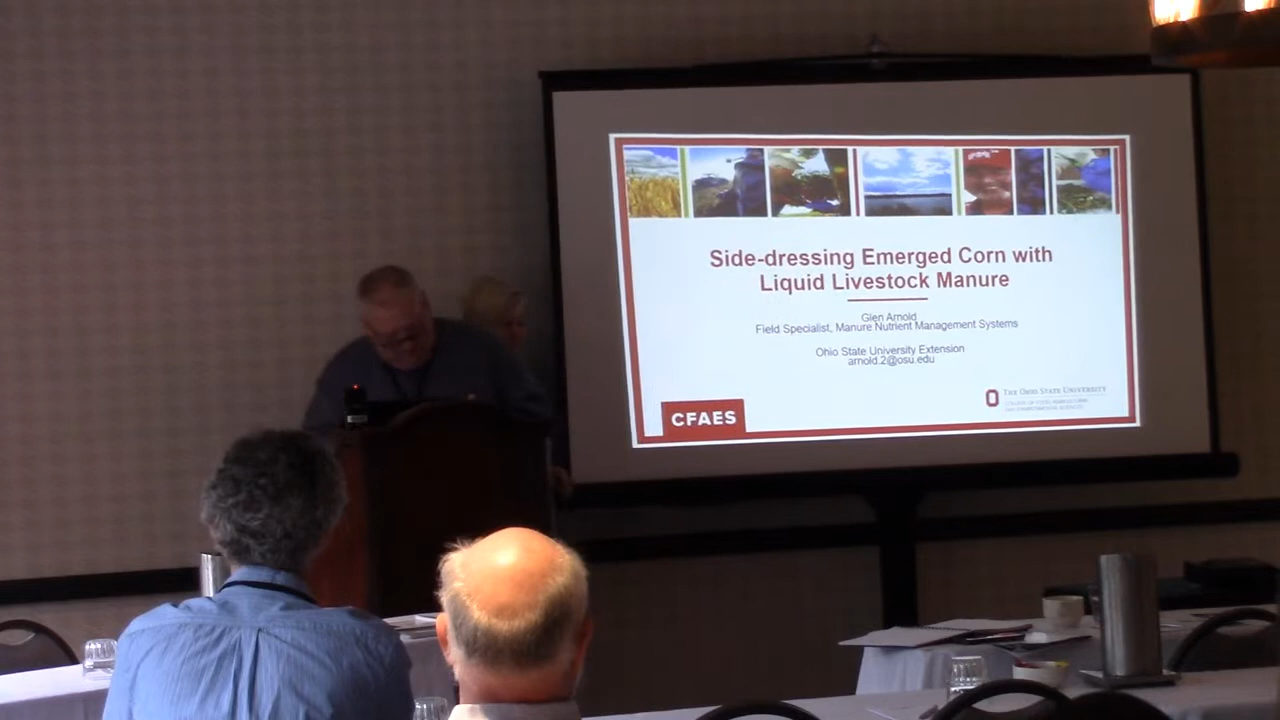 Side-dressing Emerged Corn with
Liquid Livestock Manure
Glen Arnold
Field Specialist, Manure Nutrient Management Systems
Ohio State University Extension
arnold.2@osu.edu
CFAES
THE OHIO STATE UNIVERSITY